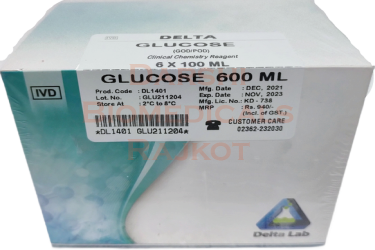 DELTA
GLUCOSE
(GOD/POD)
Clinical Chemistry Reagent
6 X 100 ML
GLUCOSE 600 ML
IVD
Prod. Code : DL1401
Lot. No. : GLU211204
Store At : 2°C to 8°C
Mfg. Date : DEC, 2021
Exp. Date : NOV, 2023
Mfg. Lic. No.: KD - 738
MRP : Rs. 940/-
(Incl. of GST.)
*DL1401 GLU211204*
CUSTOMER CARE
02362-232030
RAJKOT
Delta Lab